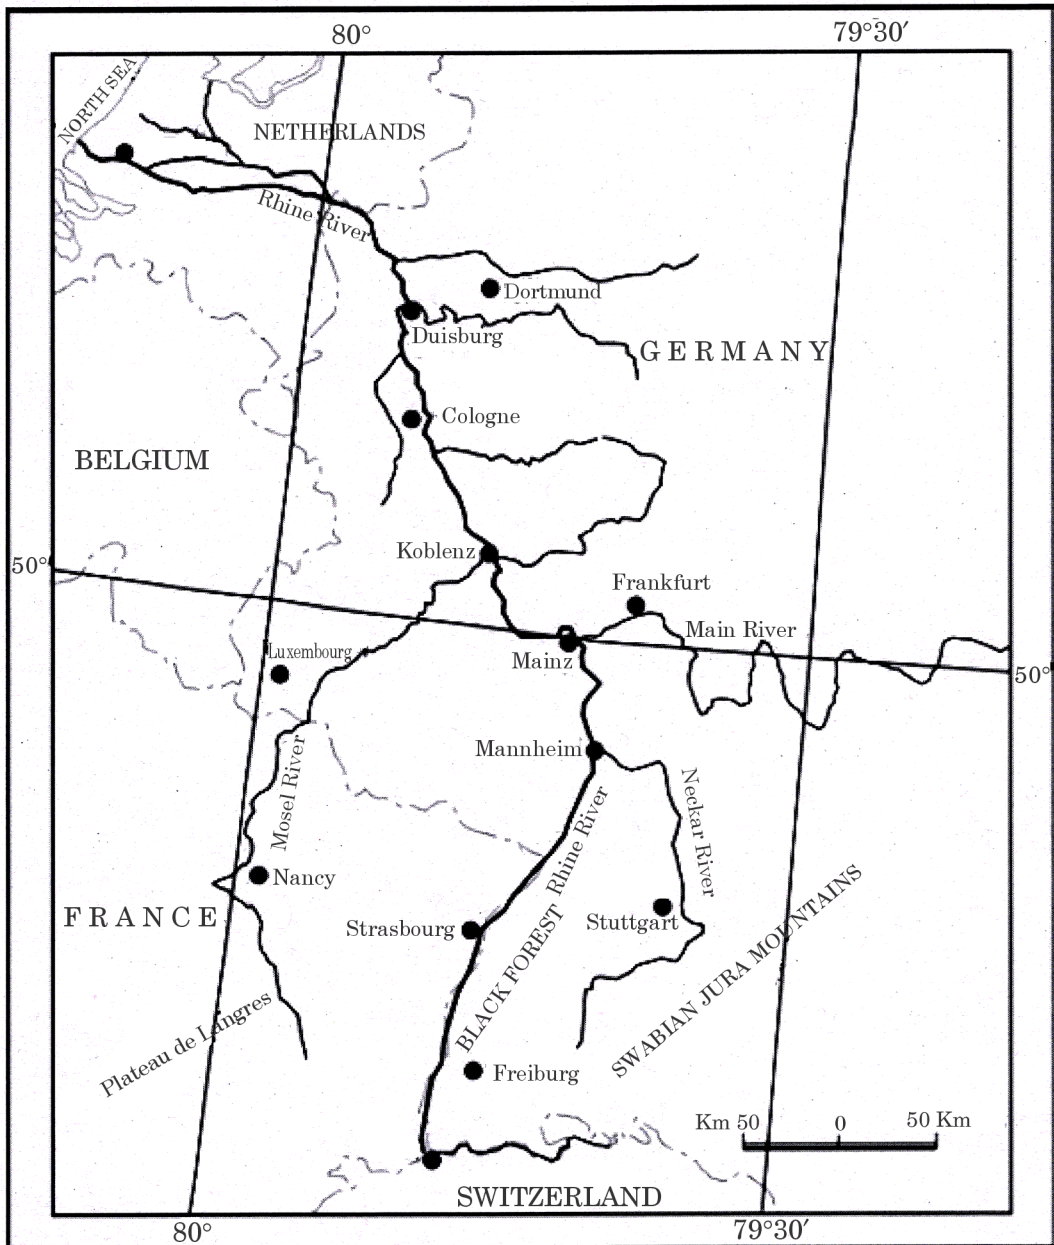 80°
79°30′
NORTH SEA
NETHERLANDS
Rhine River
Dortmund
Duisburg
GERMANY
Cologne
BELGIUM
Koblenz
50°
Frankfurt
Main River
Luxembourg
Mainz
50°
Mannheim
Mosel River
Neckar River
Rhine River
Nancy
FRANCE
Strasbourg
Stuttgart
BLACK FOREST
SWABIAN JURA MOUNTAINS
Plateau de Langres
Freiburg
Km 50 0 50 Km
SWITZERLAND
80°
79°30′